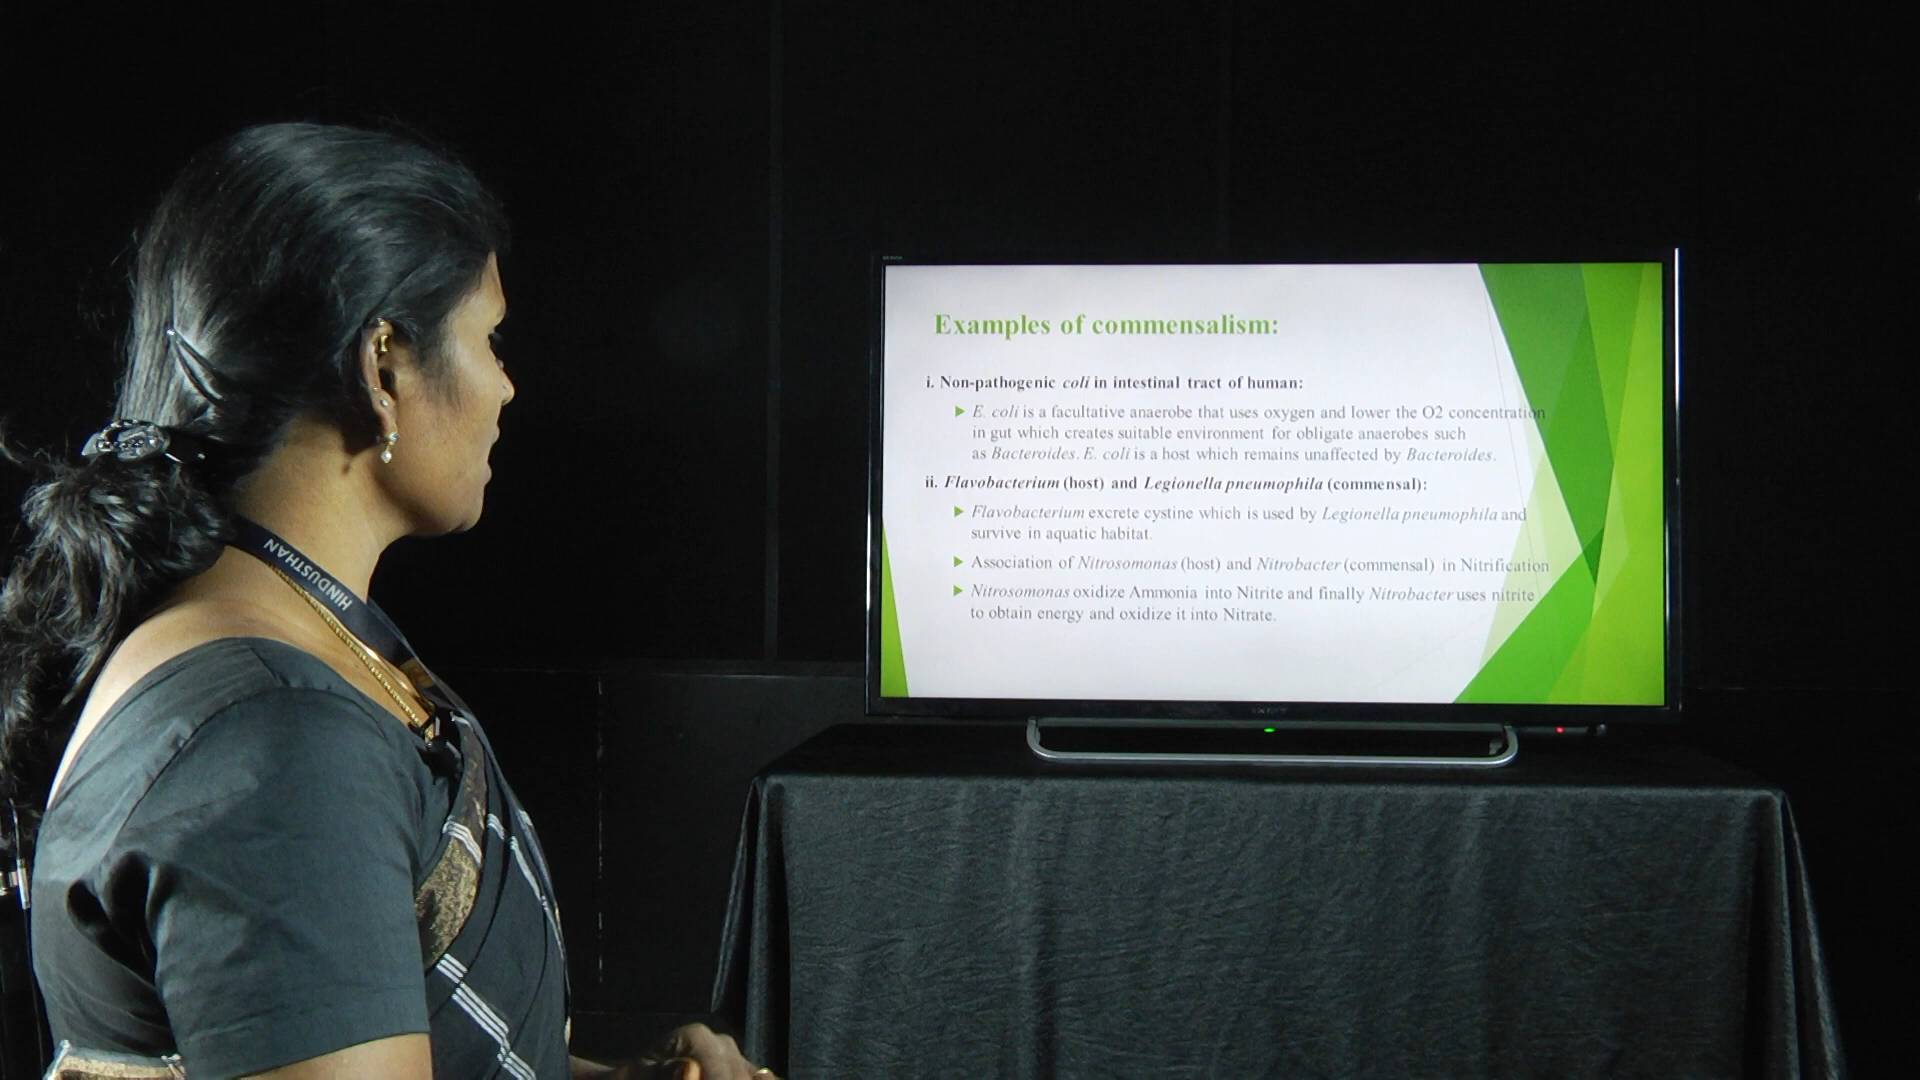 Examples of commensalism:
i. Non-pathogenic coli in intestinal tract of human:
E. coli is a facultative anaerobe that uses oxygen and lower the O2 concentration
in gut which creates suitable environment for obligate anaerobes such
as Bacteroides. E. coli is a host which remains unaffected by Bacteroides.
ii. Flavobacterium (host) and Legionella pneumophila (commensal):
Flavobacterium excrete cystine which is used by Legionella pneumophila and
survive in aquatic habitat.
Association of Nitrosomonas (host) and Nitrobacter (commensal) in Nitrification
Nitrosomonas oxidize Ammonia into Nitrite and finally Nitrobacter uses nitrite
to obtain energy and oxidize it into Nitrate.
HINDUSTHAN